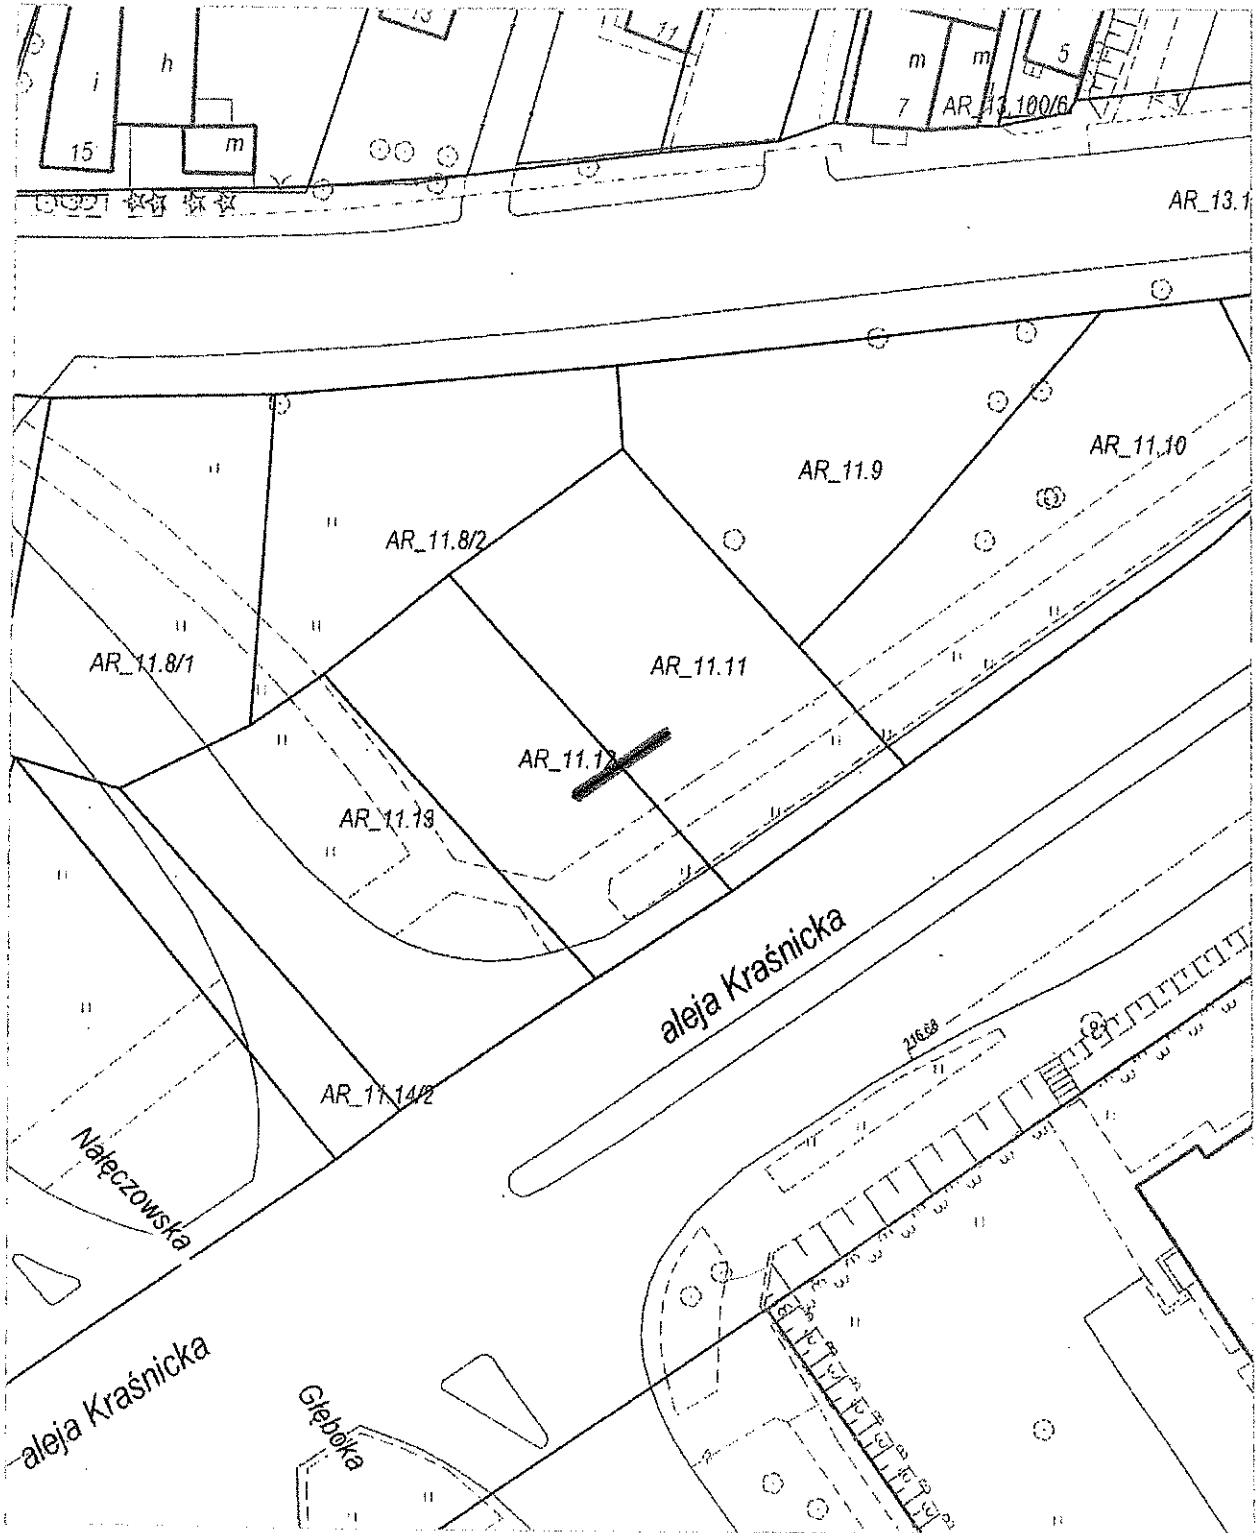 13
11
i
h
m
m
5
7
AR_13.100/6
15
m
AR_13.1
AR_11.10
AR_11.9
AR_11.8/2
AR_11.8/1
AR_11.11
AR_11.12
AR_11.13
aleja Kraśnicka
216.68
AR_11.14/2
Nałęczowska
aleja Kraśnicka
Głęboka